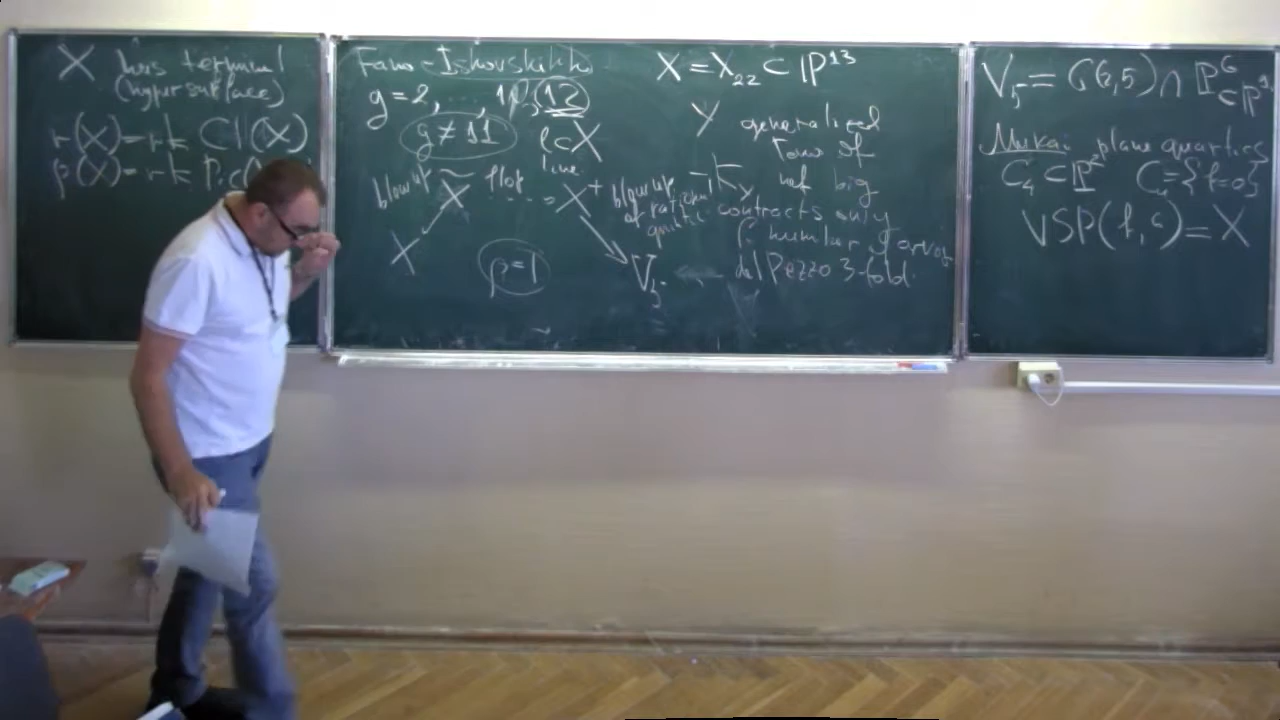 X has terminal
(hypersurface)
r(X)=rk Cl(X)
ρ(X)=rk Pic(
Fano-Iskovskikh
g=2, ..., 10, 12
g≠11
l⊂X
line
blow up
X̃
flop
X⁺
blow up
of rational
quintic
X
ρ=1
V₅
X=X₂₂⊂ℙ¹³
Y generalized
Fano if
-K_Y nef big
contracts only
number of curves
del Pezzo 3-fold
V₅=G(2,5)∩ℙ⁶⊂ℙ⁹
Mukai plane quartics
C₄⊂ℙ² C₄={f=0}
VSP(f,6)=X